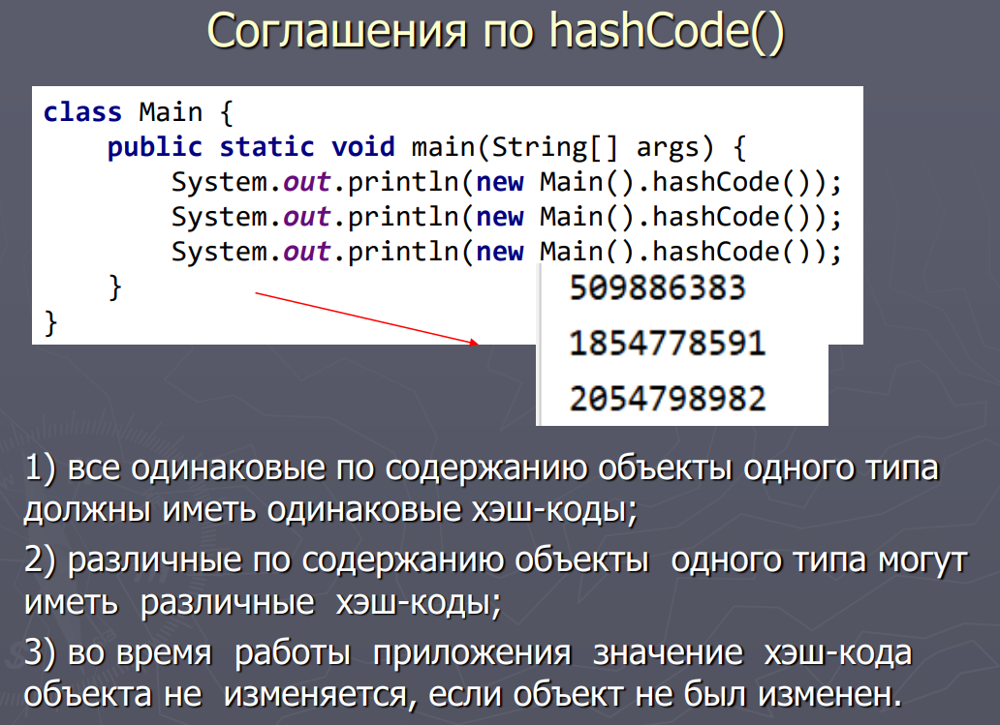 Соглашения по hashCode()
class Main {
public static void main(String[] args) {
System.out.println(new Main().hashCode());
System.out.println(new Main().hashCode());
System.out.println(new Main().hashCode());
}
}
509886383
1854778591
2054798982
1) все одинаковые по содержанию объекты одного типа
должны иметь одинаковые хэш-коды;
2) различные по содержанию объекты одного типа могут
иметь различные хэш-коды;
3) во время работы приложения значение хэш-кода
объекта не изменяется, если объект не был изменен.